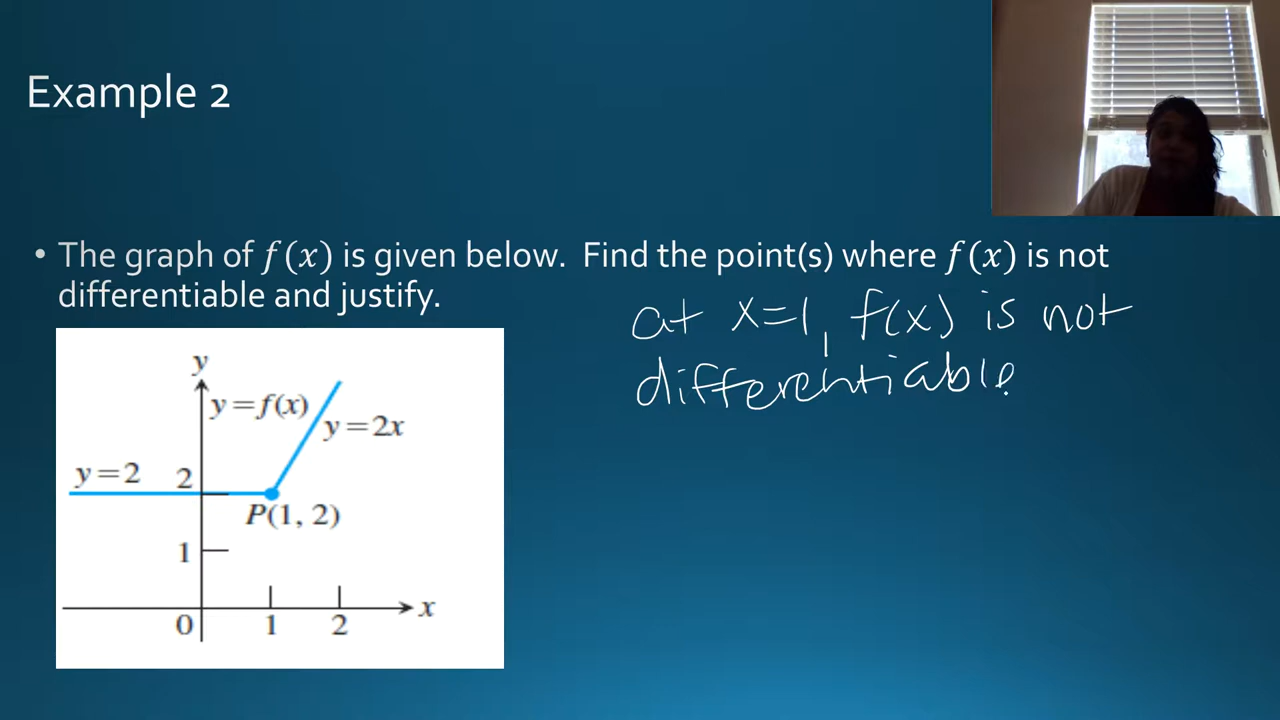 Example 2
• The graph of f(x) is given below. Find the point(s) where f(x) is not
differentiable and justify.
at x=1, f(x) is not
differentiable
y
y=f(x)
y=2x
y=2
2
P(1, 2)
1
0
1
2
x